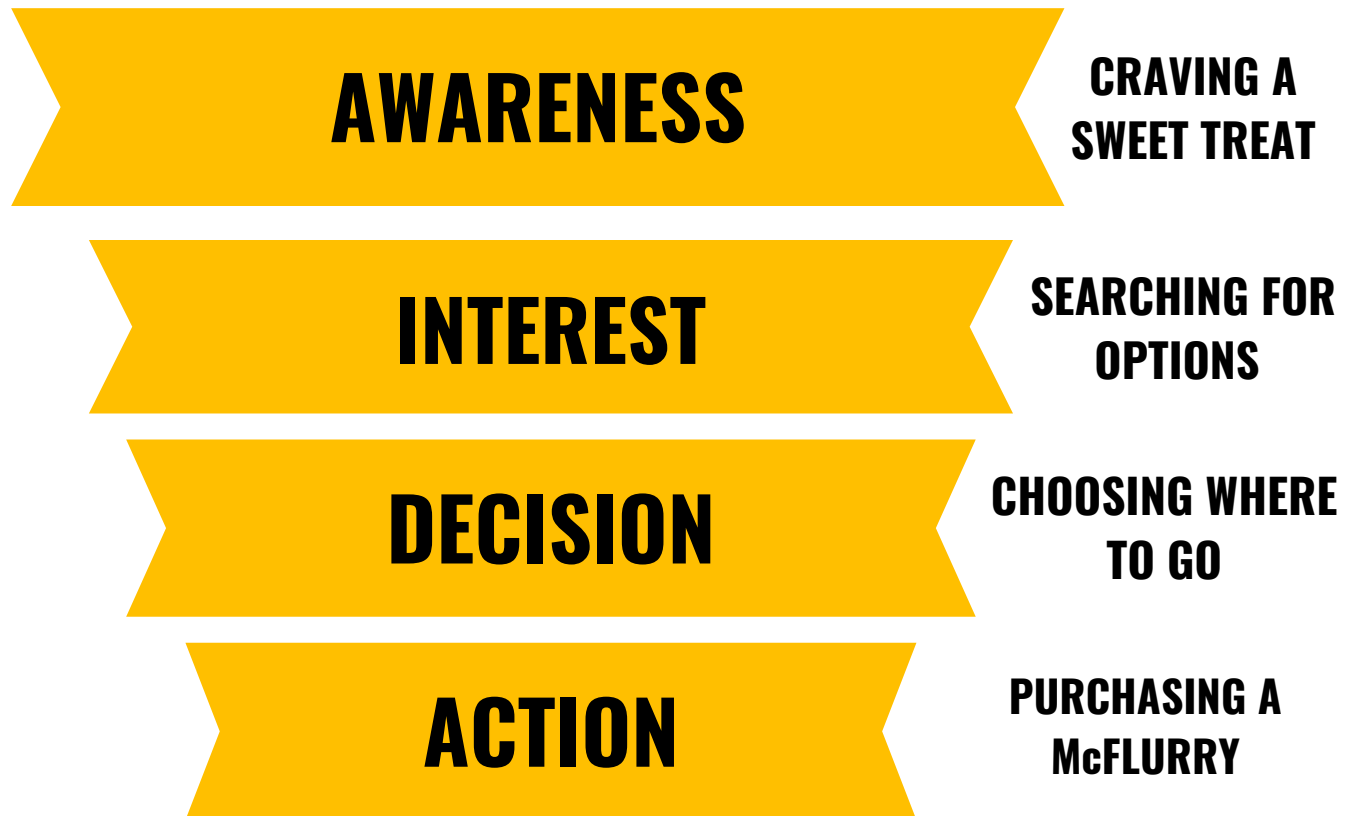 AWARENESS
CRAVING A
SWEET TREAT
INTEREST
SEARCHING FOR
OPTIONS
DECISION
CHOOSING WHERE
TO GO
ACTION
PURCHASING A
McFLURRY